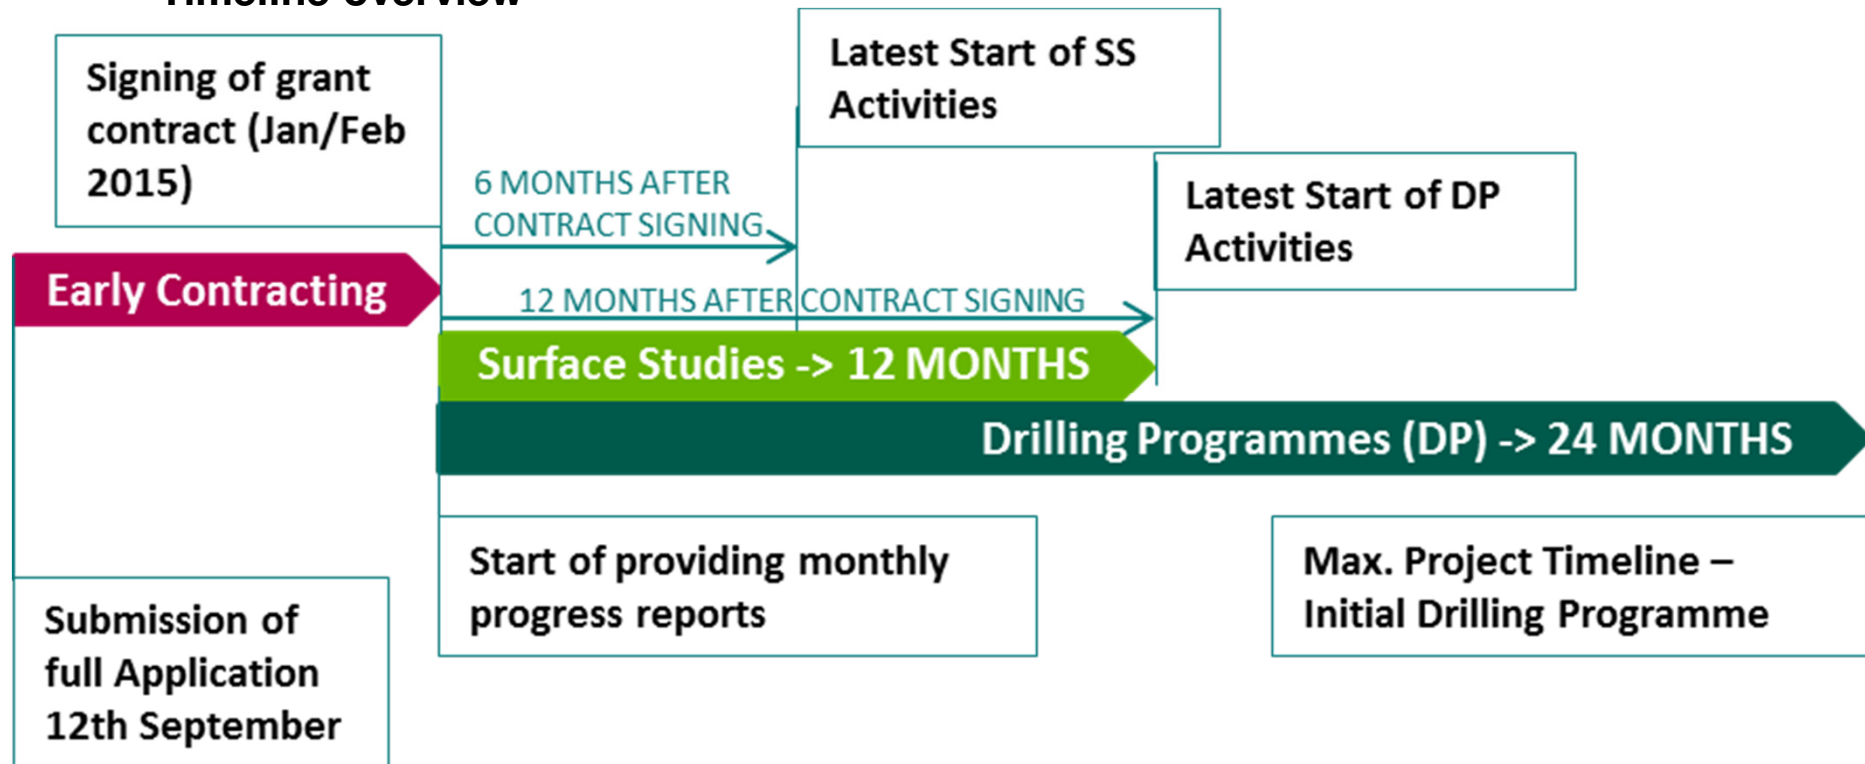 Timeline overview
Signing of grant
contract (Jan/Feb
2015)
Latest Start of SS
Activities
6 MONTHS AFTER
CONTRACT SIGNING
Latest Start of DP
Activities
Early Contracting
12 MONTHS AFTER CONTRACT SIGNING
Surface Studies -> 12 MONTHS
Drilling Programmes (DP) -> 24 MONTHS
Start of providing monthly
progress reports
Max. Project Timeline –
Initial Drilling Programme
Submission of
full Application
12th September